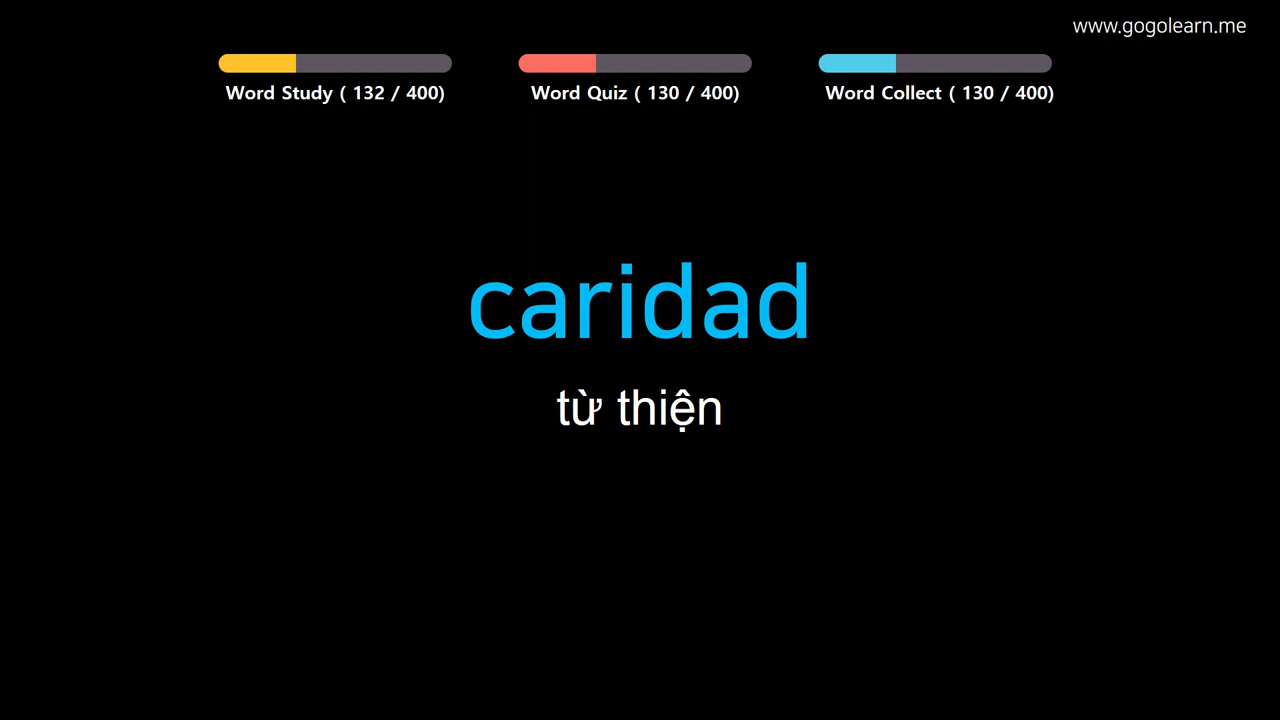 www.gogolearn.me
Word Study ( 132 / 400)
Word Quiz ( 130 / 400)
Word Collect ( 130 / 400)
caridad
từ thiện